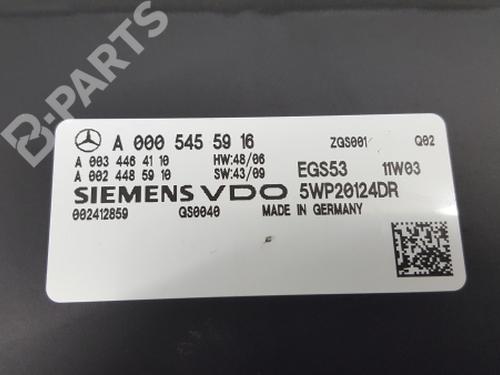 B-PARTS
A 000 545 59 16 ZGS001 Q02
A 003 446 41 10 HW:48/06
A 002 448 59 10 SW:43/09 EGS53 11W03
SIEMENS VDO 5WP20124DR
002412859 GS0040 MADE IN GERMANY